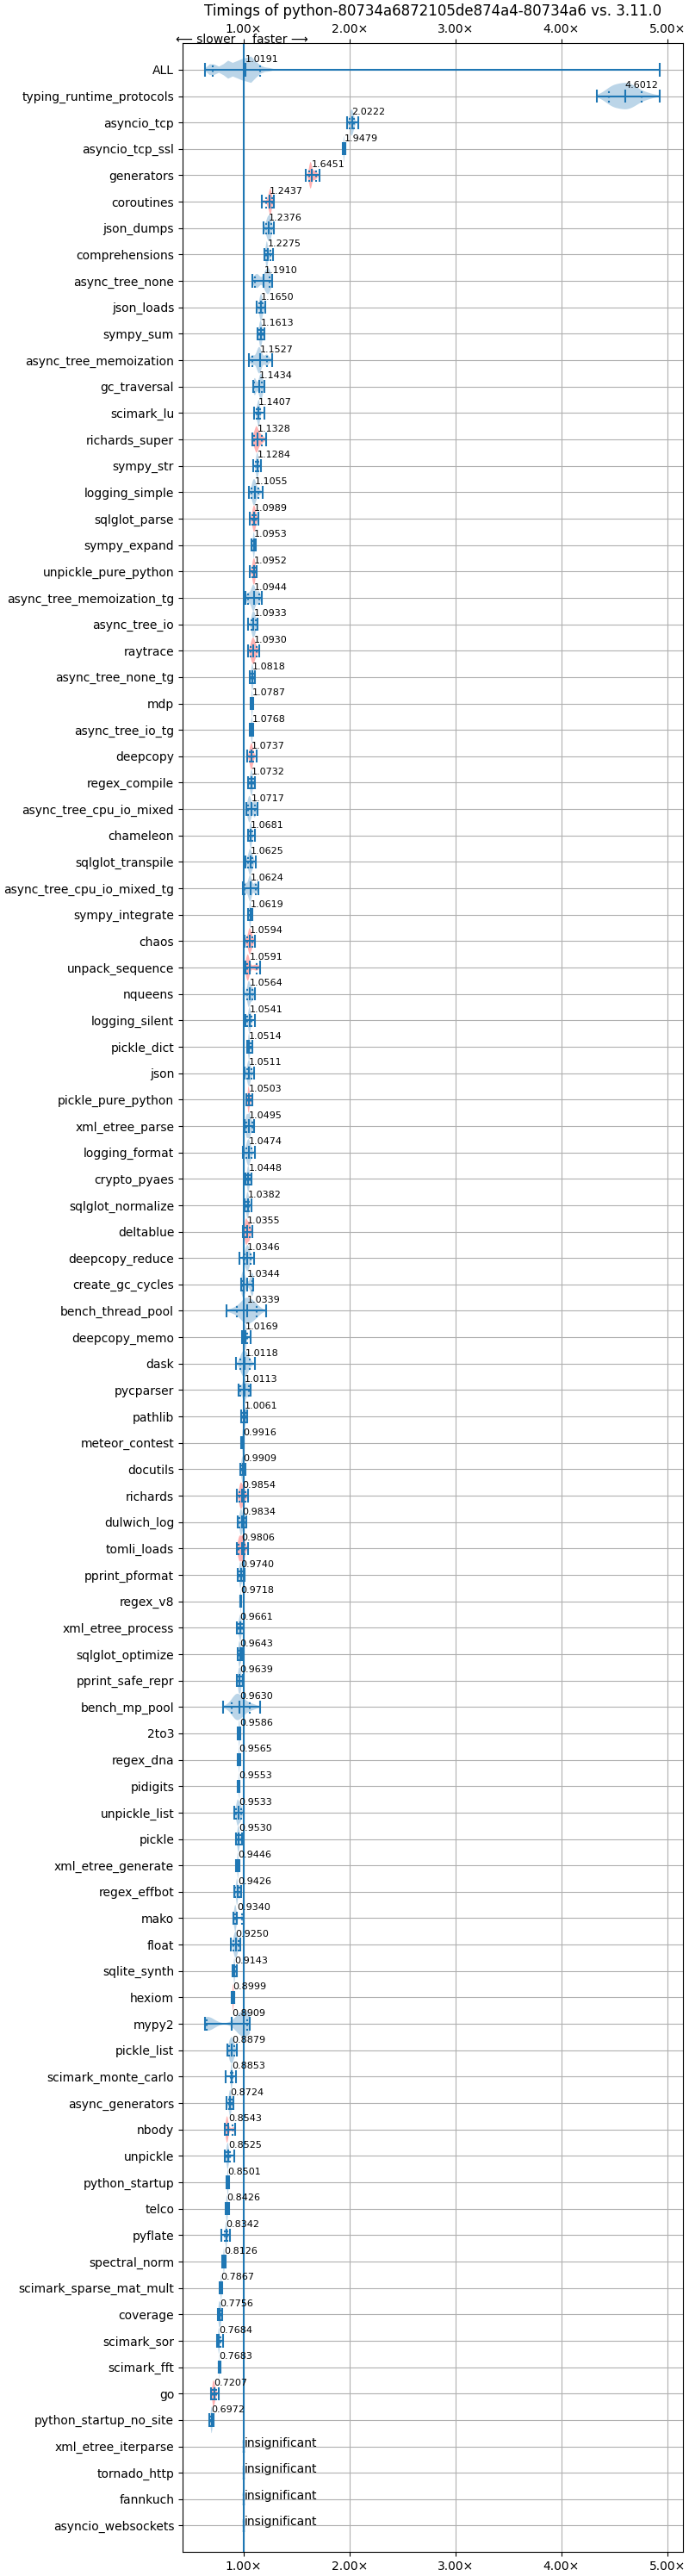 Timings of python-80734a6872105de874a4-80734a6 vs. 3.11.0
1.00× 2.00× 3.00× 4.00× 5.00×
⟵ slower faster ⟶
ALL 1.0191
typing_runtime_protocols 4.6012
asyncio_tcp 2.0222
asyncio_tcp_ssl 1.9479
generators 1.6451
coroutines 1.2437
json_dumps 1.2376
comprehensions 1.2275
async_tree_none 1.1910
json_loads 1.1650
sympy_sum 1.1613
async_tree_memoization 1.1527
gc_traversal 1.1434
scimark_lu 1.1407
richards_super 1.1328
sympy_str 1.1284
logging_simple 1.1055
sqlglot_parse 1.0989
sympy_expand 1.0953
unpickle_pure_python 1.0952
async_tree_memoization_tg 1.0944
async_tree_io 1.0933
raytrace 1.0930
async_tree_none_tg 1.0818
mdp 1.0787
async_tree_io_tg 1.0768
deepcopy 1.0737
regex_compile 1.0732
async_tree_cpu_io_mixed 1.0717
chameleon 1.0681
sqlglot_transpile 1.0625
async_tree_cpu_io_mixed_tg 1.0624
sympy_integrate 1.0619
chaos 1.0594
unpack_sequence 1.0591
nqueens 1.0564
logging_silent 1.0541
pickle_dict 1.0514
json 1.0511
pickle_pure_python 1.0503
xml_etree_parse 1.0495
logging_format 1.0474
crypto_pyaes 1.0448
sqlglot_normalize 1.0382
deltablue 1.0355
deepcopy_reduce 1.0346
create_gc_cycles 1.0344
bench_thread_pool 1.0339
deepcopy_memo 1.0169
dask 1.0118
pycparser 1.0113
pathlib 1.0061
meteor_contest 0.9916
docutils 0.9909
richards 0.9854
dulwich_log 0.9834
tomli_loads 0.9806
pprint_pformat 0.9740
regex_v8 0.9718
xml_etree_process 0.9661
sqlglot_optimize 0.9643
pprint_safe_repr 0.9639
bench_mp_pool 0.9630
2to3 0.9586
regex_dna 0.9565
pidigits 0.9553
unpickle_list 0.9533
pickle 0.9530
xml_etree_generate 0.9446
regex_effbot 0.9426
mako 0.9340
float 0.9250
sqlite_synth 0.9143
hexiom 0.8999
mypy2 0.8909
pickle_list 0.8879
scimark_monte_carlo 0.8853
async_generators 0.8724
nbody 0.8543
unpickle 0.8525
python_startup 0.8501
telco 0.8426
pyflate 0.8342
spectral_norm 0.8126
scimark_sparse_mat_mult 0.7867
coverage 0.7756
scimark_sor 0.7684
scimark_fft 0.7683
go 0.7207
python_startup_no_site 0.6972
xml_etree_iterparse insignificant
tornado_http insignificant
fannkuch insignificant
asyncio_websockets insignificant
1.00× 2.00× 3.00× 4.00× 5.00×